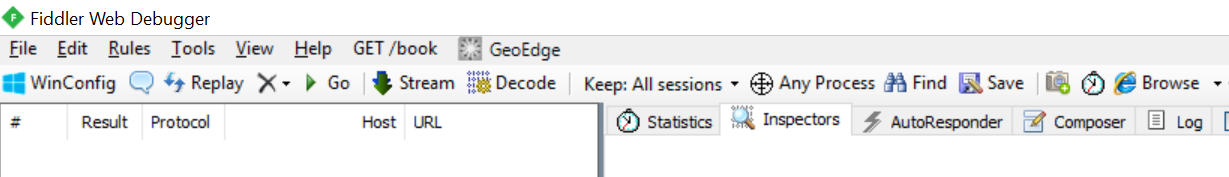 Fiddler Web Debugger
File Edit Rules Tools View Help GET /book GeoEdge
WinConfig Replay Go Stream Decode Keep: All sessions Any Process Find Save Browse
# Result Protocol Host URL Statistics Inspectors AutoResponder Composer Log